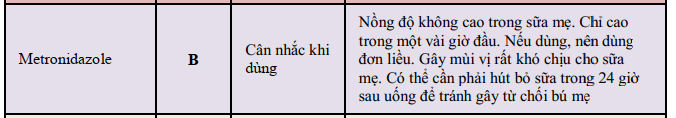 Metronidazole
B
Cân nhắc khi
dùng
Nồng độ không cao trong sữa mẹ. Chỉ cao
trong một vài giờ đầu. Nếu dùng, nên dùng
đơn liều. Gây mùi vị rất khó chịu cho sữa
mẹ. Có thể cần phải hút bỏ sữa trong 24 giờ
sau uống để tránh gây từ chối bú mẹ